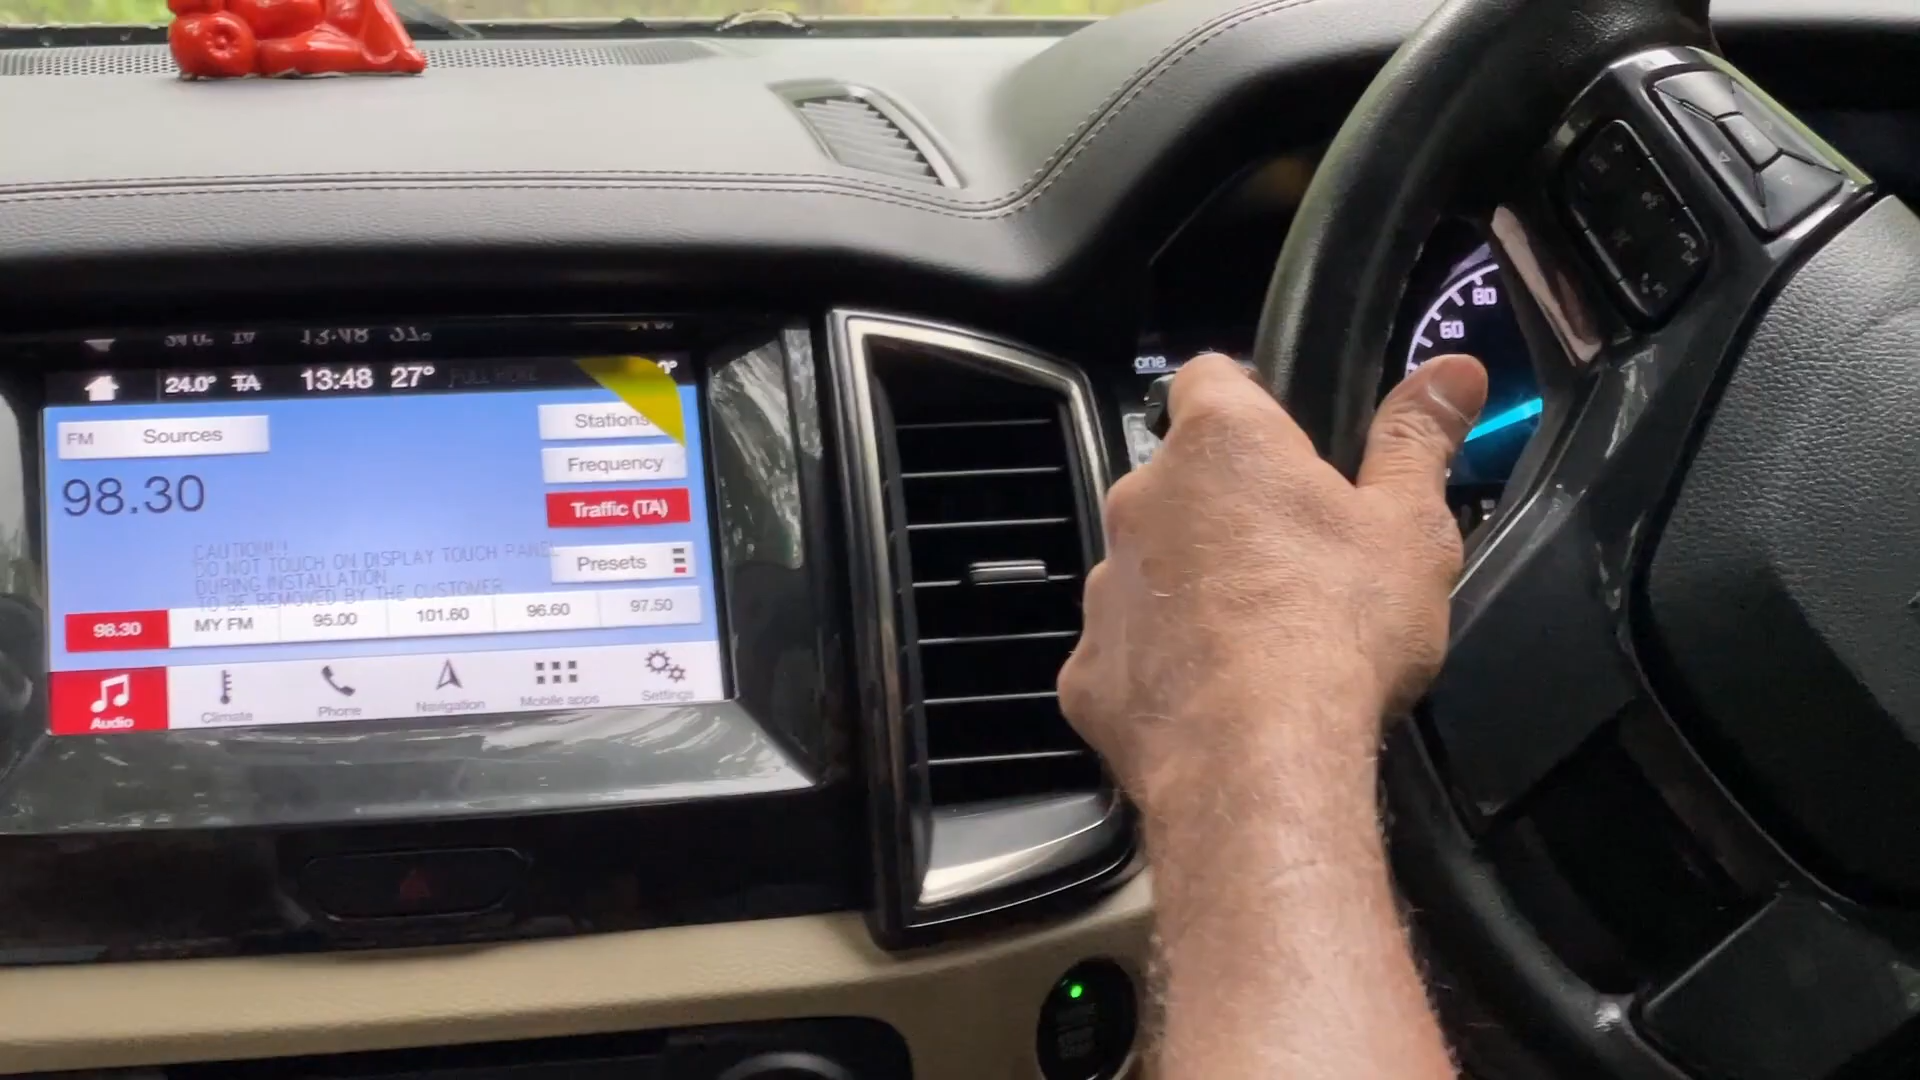 24.0° TA 13:48 27°
FM Sources
Stations
98.30
Frequency
Traffic (TA)
CAUTION!!
DO NOT TOUCH ON DISPLAY TOUCH PANEL
DURING INSTALLATION
TO BE REMOVED BY THE CUSTOMER
Presets
98.30 MY FM 95.00 101.60 96.60 97.50
Audio Climate Phone Navigation Mobile apps Settings
one
80
60